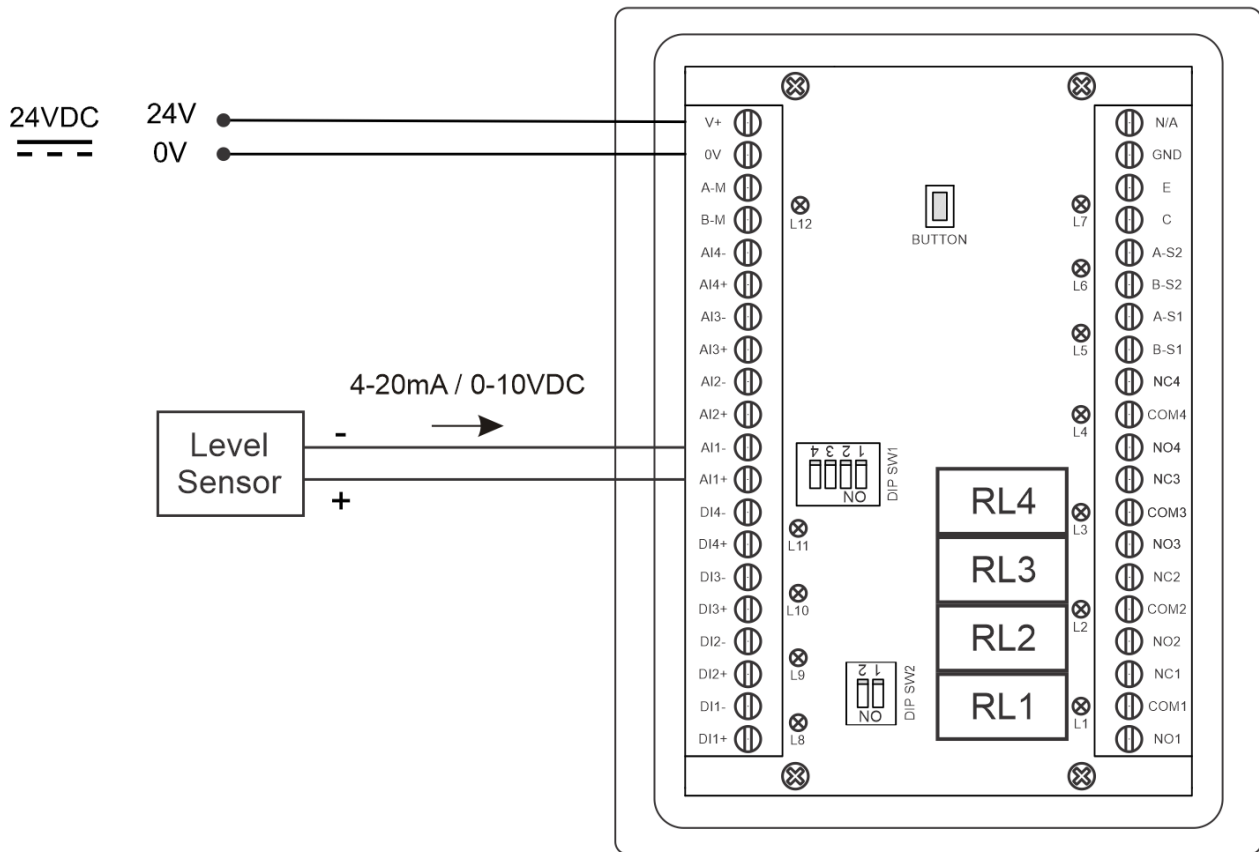 24VDC
24V
0V
V+
0V
A-M
B-M
AI4-
AI4+
AI3-
AI3+
AI2-
AI2+
AI1-
AI1+
DI4-
DI4+
DI3-
DI3+
DI2-
DI2+
DI1-
DI1+
4-20mA / 0-10VDC
Level
Sensor
-
+
L12
L11
L10
L9
L8
BUTTON
1 2 3 4
ON
DIP SW1
1 2
ON
DIP SW2
RL4
RL3
RL2
RL1
L7
L6
L5
L4
L3
L2
L1
N/A
GND
E
C
A-S2
B-S2
A-S1
B-S1
NC4
COM4
NO4
NC3
COM3
NO3
NC2
COM2
NO2
NC1
COM1
NO1